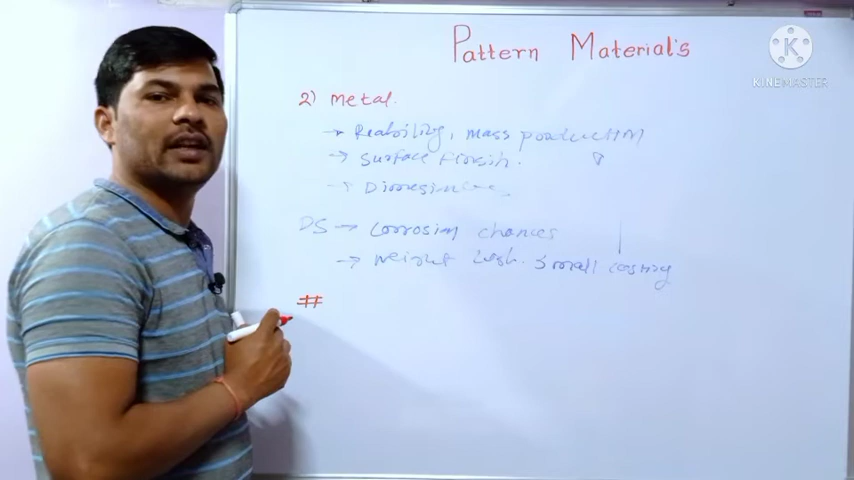 Pattern Material's
KINEMASTER
2) Metal.
→ Reability, mass production
→ Surface finish.
→
DS → Corrosion chances
→ Weight high. Small casting
#